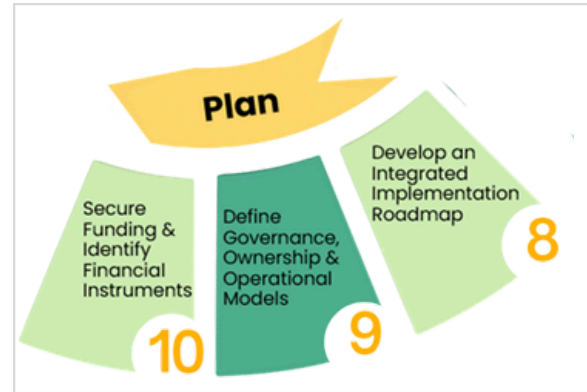 Plan
Secure
Funding &
Identify
Financial
Instruments
10
Define
Governance,
Ownership &
Operational
Models
9
Develop an
Integrated
Implementation
Roadmap
8